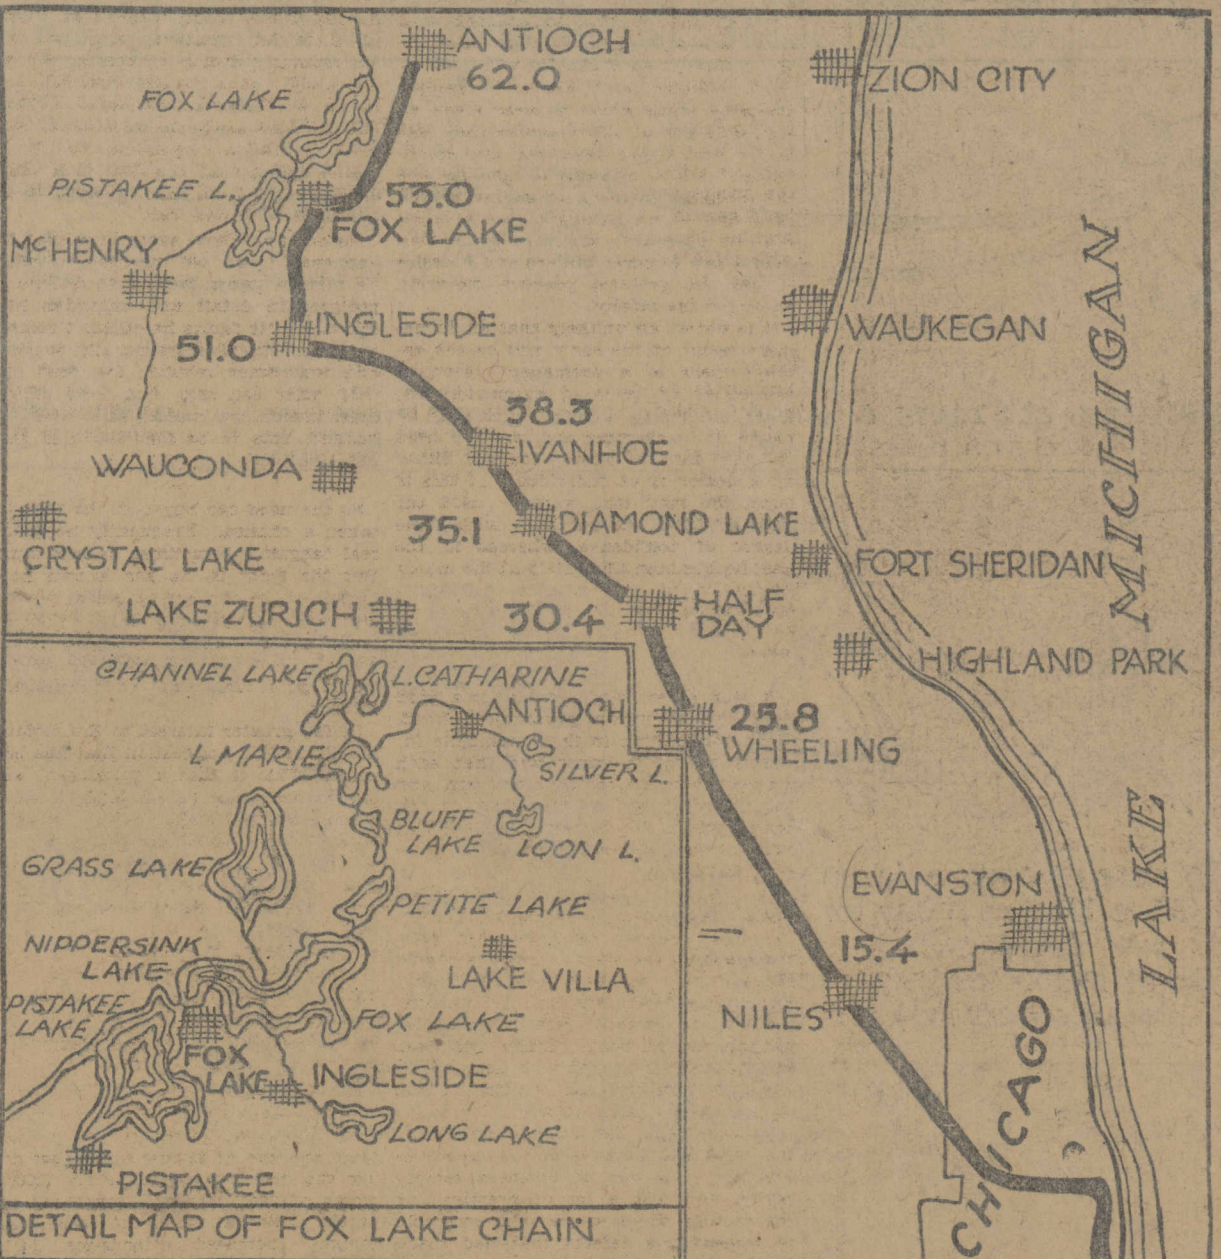 ANTIOCH
62.0
ZION CITY
FOX LAKE
PISTAKEE L.
53.0
FOX LAKE
McHENRY
INGLESIDE
51.0
WAUKEGAN
LAKE MICHIGAN
38.3
IVANHOE
WAUCONDA
35.1
DIAMOND LAKE
CRYSTAL LAKE
FORT SHERIDAN
LAKE ZURICH
30.4
HALF
DAY
HIGHLAND PARK
25.8
WHEELING
EVANSTON
15.4
NILES
CHICAGO
CHANNEL LAKE
L. CATHARINE
ANTIOCH
L MARIE
SILVER L.
BLUFF
LAKE
LOON L.
GRASS LAKE
PETITE LAKE
NIPPERSINK
LAKE
LAKE VILLA
PISTAKEE
LAKE
FOX LAKE
FOX
LAKE
INGLESIDE
LONG LAKE
PISTAKEE
DETAIL MAP OF FOX LAKE CHAIN